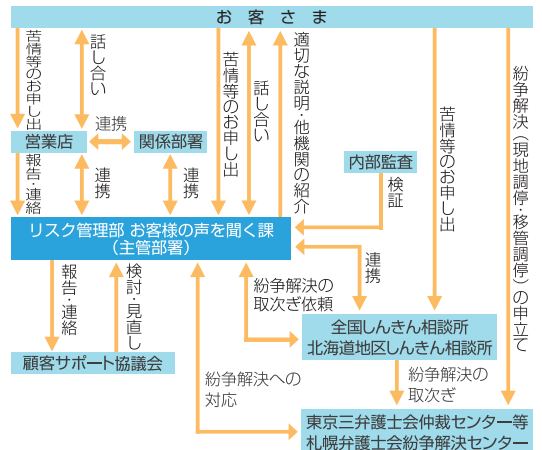 お客さま
苦情等のお申し出
話し合い
苦情等のお申し出
話し合い
適切な説明・他機関の紹介
苦情等のお申し出
紛争解決（現地調停・移管調停）の申立て
営業店
連携
関係部署
内部監査
報告・連絡
連携
連携
検証
リスク管理部 お客様の声を聞く課
（主管部署）
連携
報告・連絡
検討・見直し
紛争解決の
取次ぎ依頼
全国しんきん相談所
北海道地区しんきん相談所
顧客サポート協議会
紛争解決への
対応
紛争解決の
取次ぎ
東京三弁護士会仲裁センター等
札幌弁護士会紛争解決センター